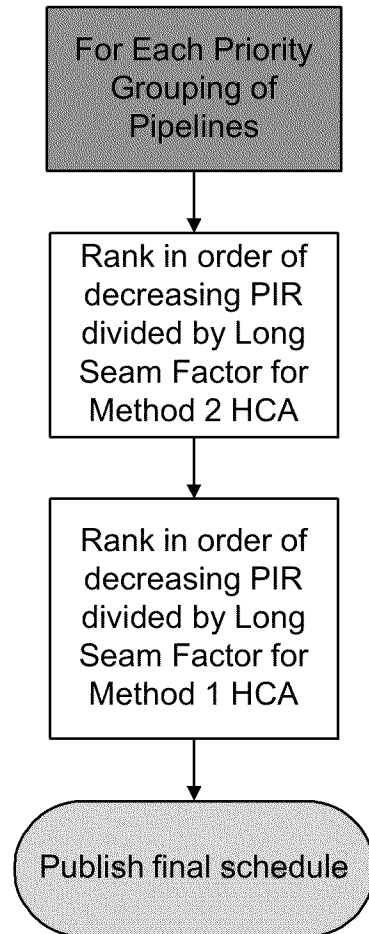 For Each Priority
Grouping of
Pipelines
Rank in order of
decreasing PIR
divided by Long
Seam Factor for
Method 2 HCA
Rank in order of
decreasing PIR
divided by Long
Seam Factor for
Method 1 HCA
Publish final schedule